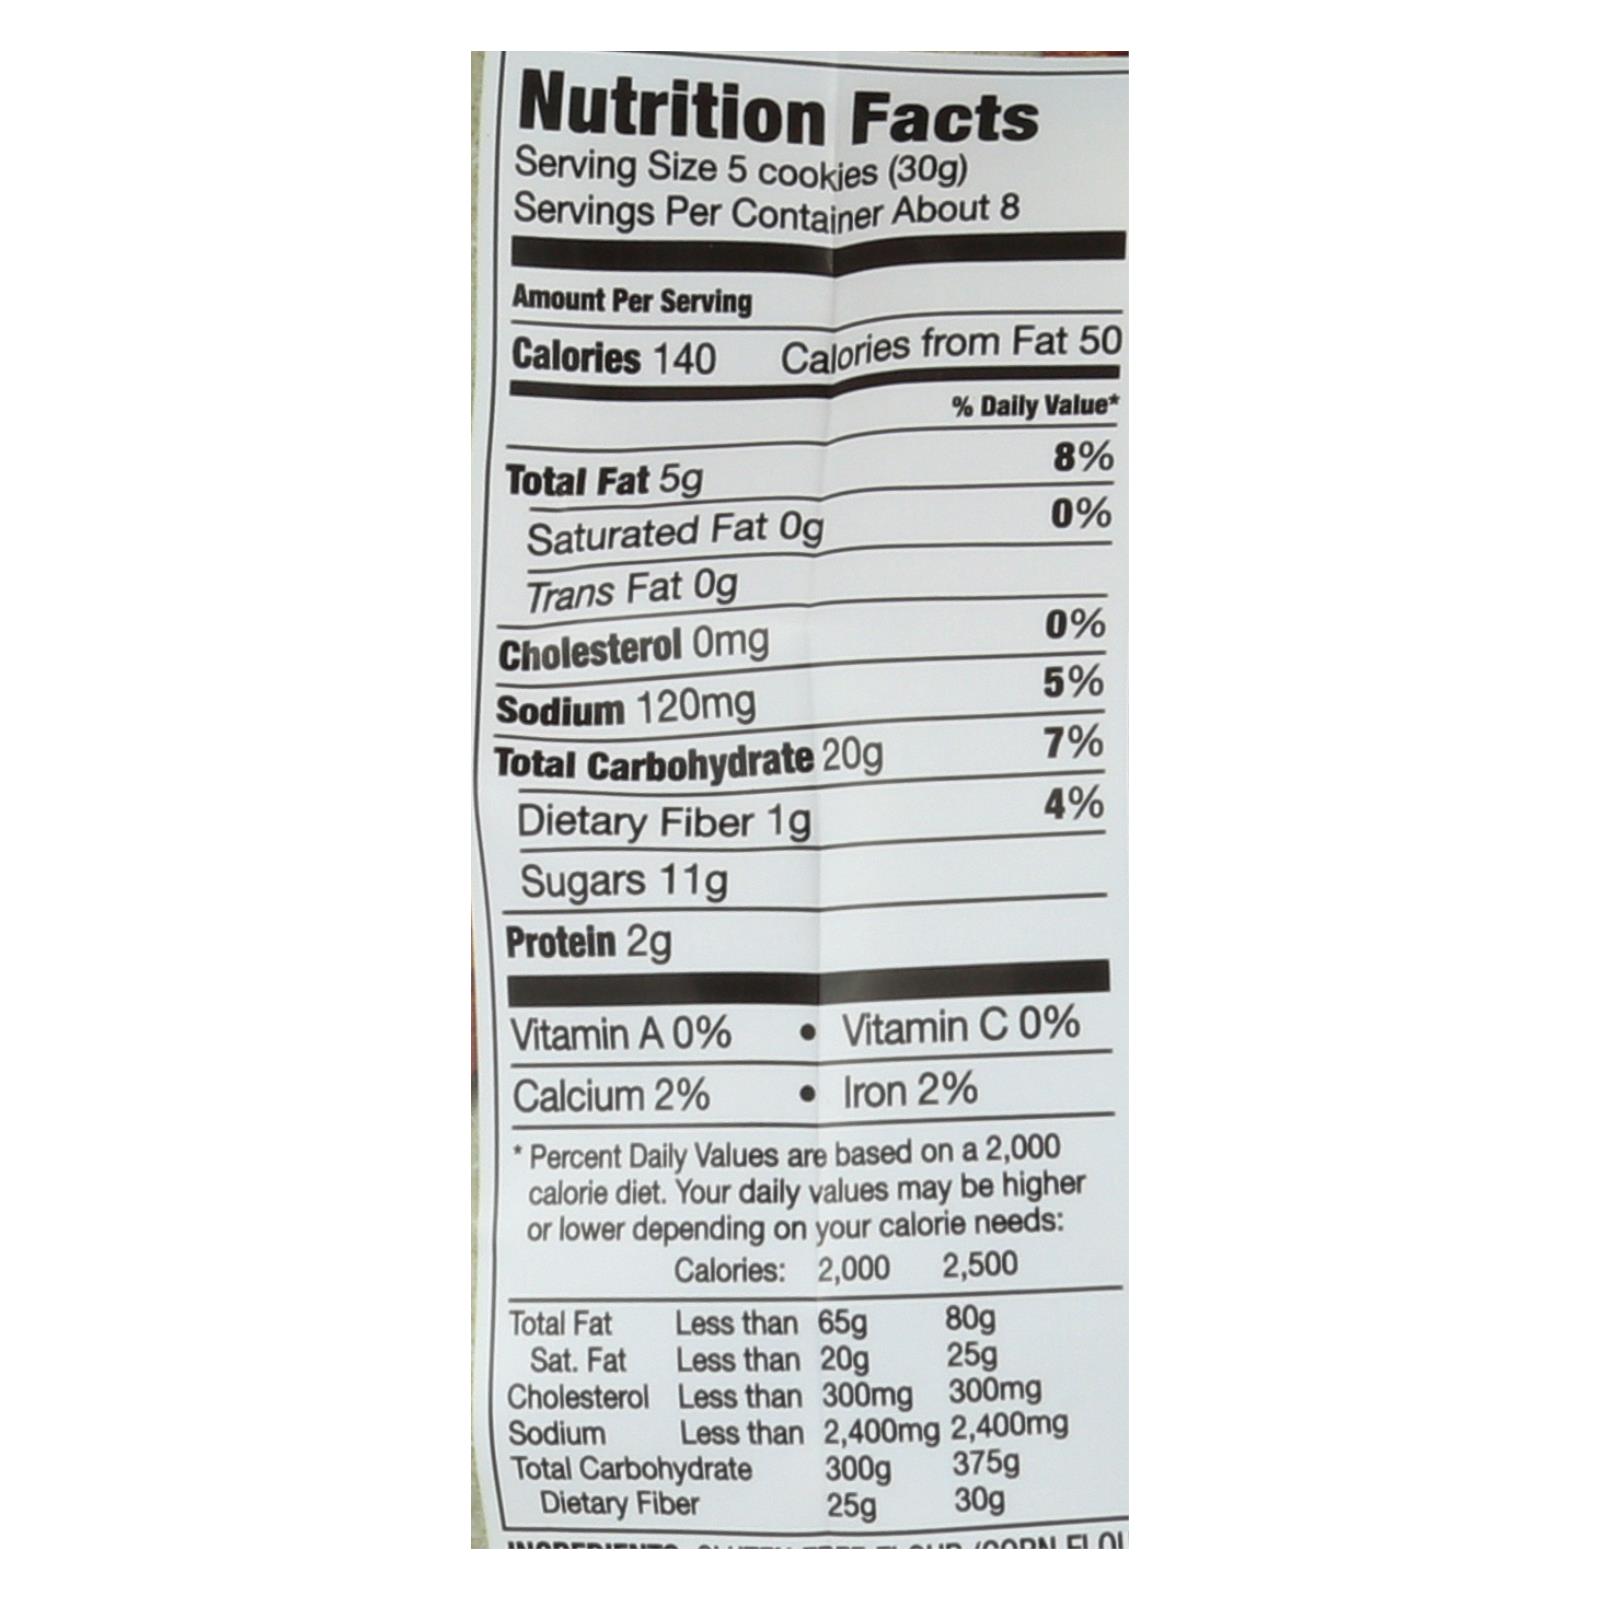 Nutrition Facts
Serving Size 5 cookies (30g)
Servings Per Container About 8
Amount Per Serving
Calories 140 Calories from Fat 50
% Daily Value*
Total Fat 5g 8%
Saturated Fat 0g 0%
Trans Fat 0g
Cholesterol 0mg 0%
Sodium 120mg 5%
Total Carbohydrate 20g 7%
Dietary Fiber 1g 4%
Sugars 11g
Protein 2g
Vitamin A 0% • Vitamin C 0%
Calcium 2% • Iron 2%
* Percent Daily Values are based on a 2,000
calorie diet. Your daily values may be higher
or lower depending on your calorie needs:
Calories: 2,000 2,500
Total Fat Less than 65g 80g
Sat. Fat Less than 20g 25g
Cholesterol Less than 300mg 300mg
Sodium Less than 2,400mg 2,400mg
Total Carbohydrate 300g 375g
Dietary Fiber 25g 30g